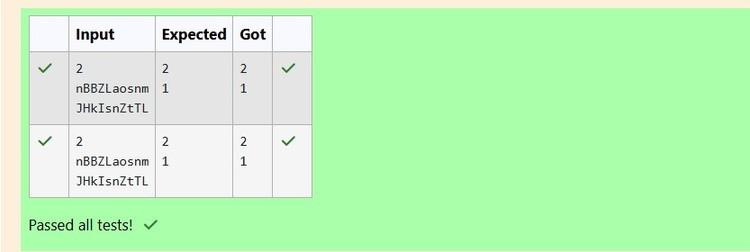 Input Expected Got
2 2 2
nBBZLaosnm 1 1
JHkIsnZtTL
2 2 2
nBBZLaosnm 1 1
JHkIsnZtTL
Passed all tests!